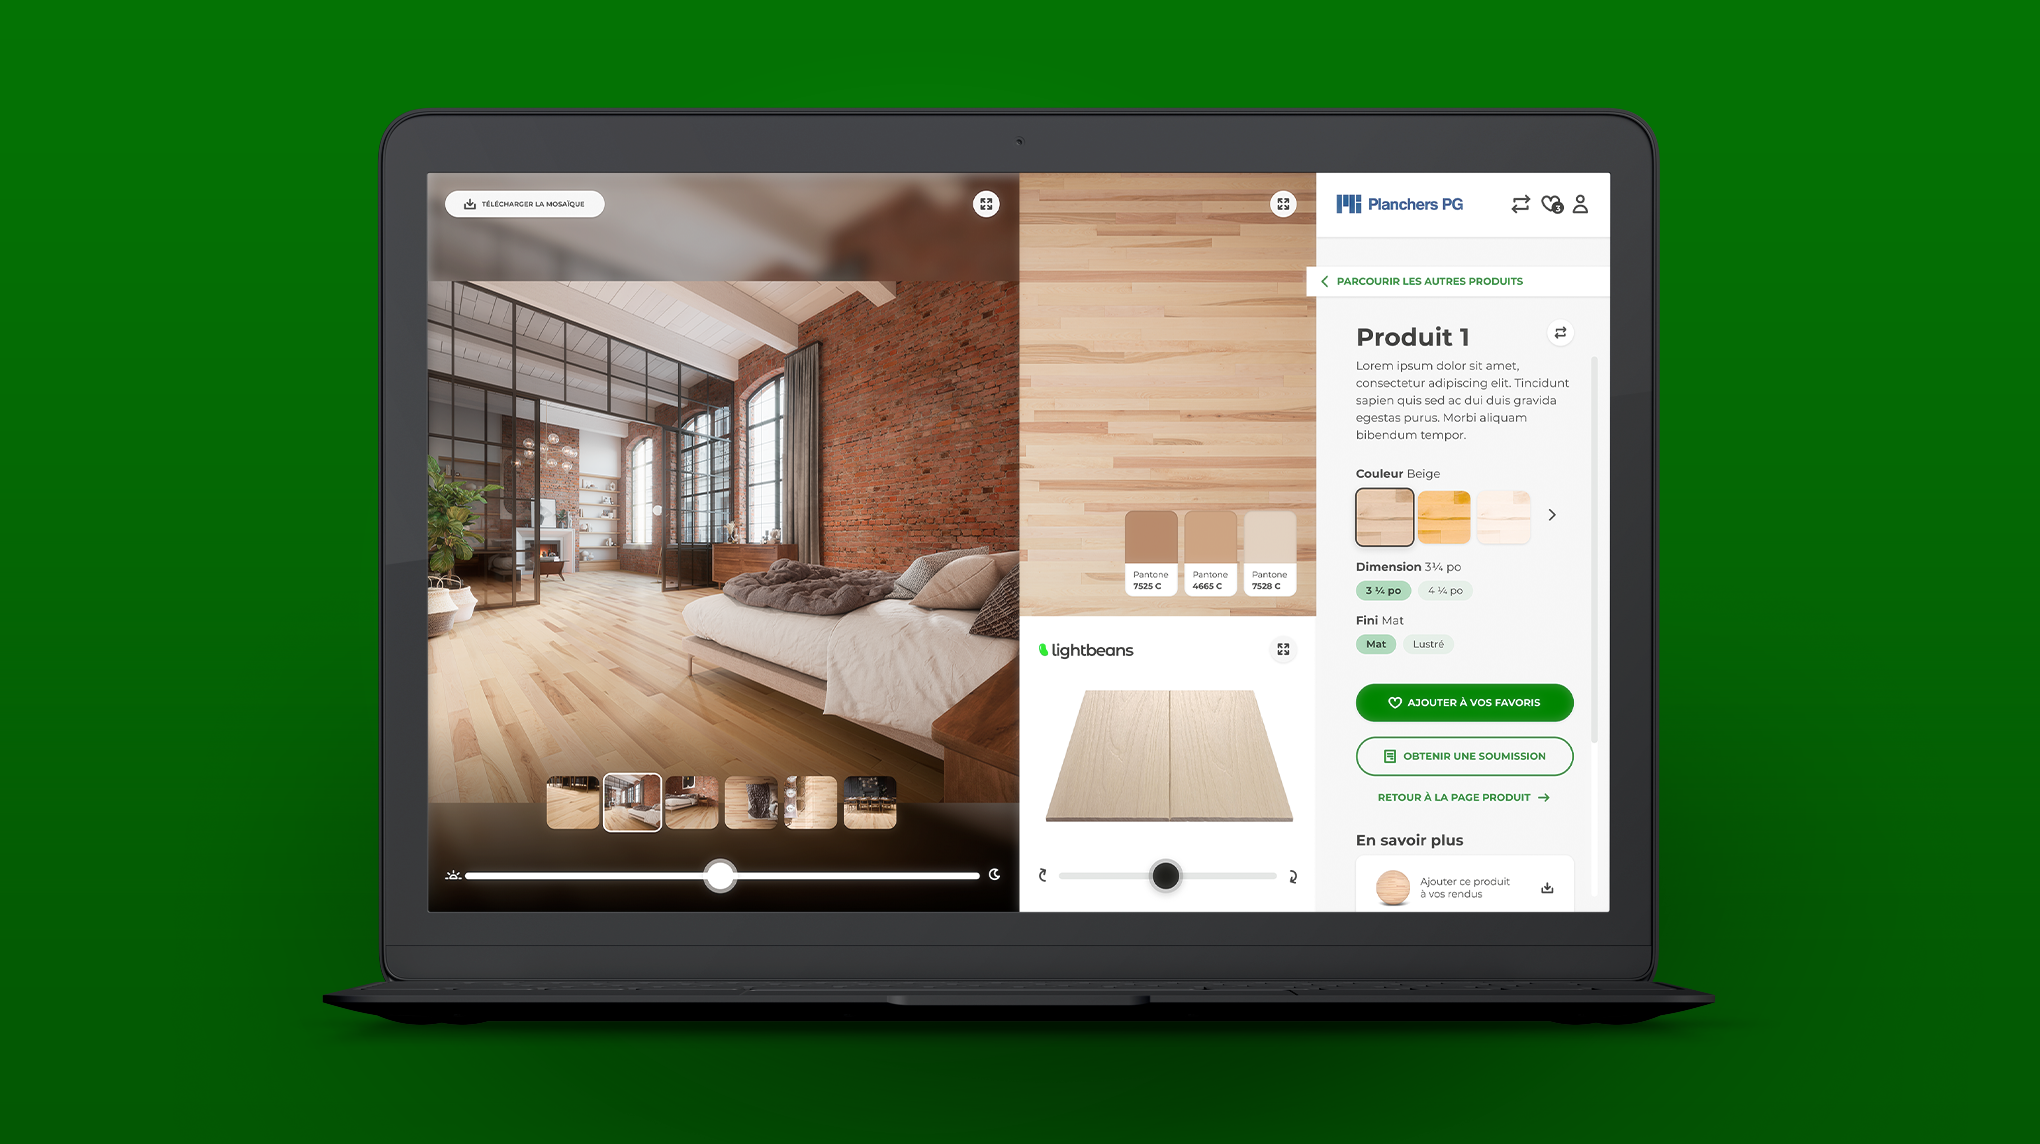 TÉLÉCHARGER LA MOSAÏQUE
Pantone
7525 C
Pantone
4665 C
Pantone
7528 C
lightbeans
Planchers PG
3
PARCOURIR LES AUTRES PRODUITS
Produit 1
Lorem ipsum dolor sit amet,
consectetur adipiscing elit. Tincidunt
sapien quis sed ac dui duis gravida
egestas purus. Morbi aliquam
bibendum tempor.
Couleur Beige
Dimension 3¼ po
3 ¼ po
4 ¼ po
Fini Mat
Mat
Lustré
AJOUTER À VOS FAVORIS
OBTENIR UNE SOUMISSION
RETOUR À LA PAGE PRODUIT
En savoir plus
Ajouter ce produit
à vos rendus